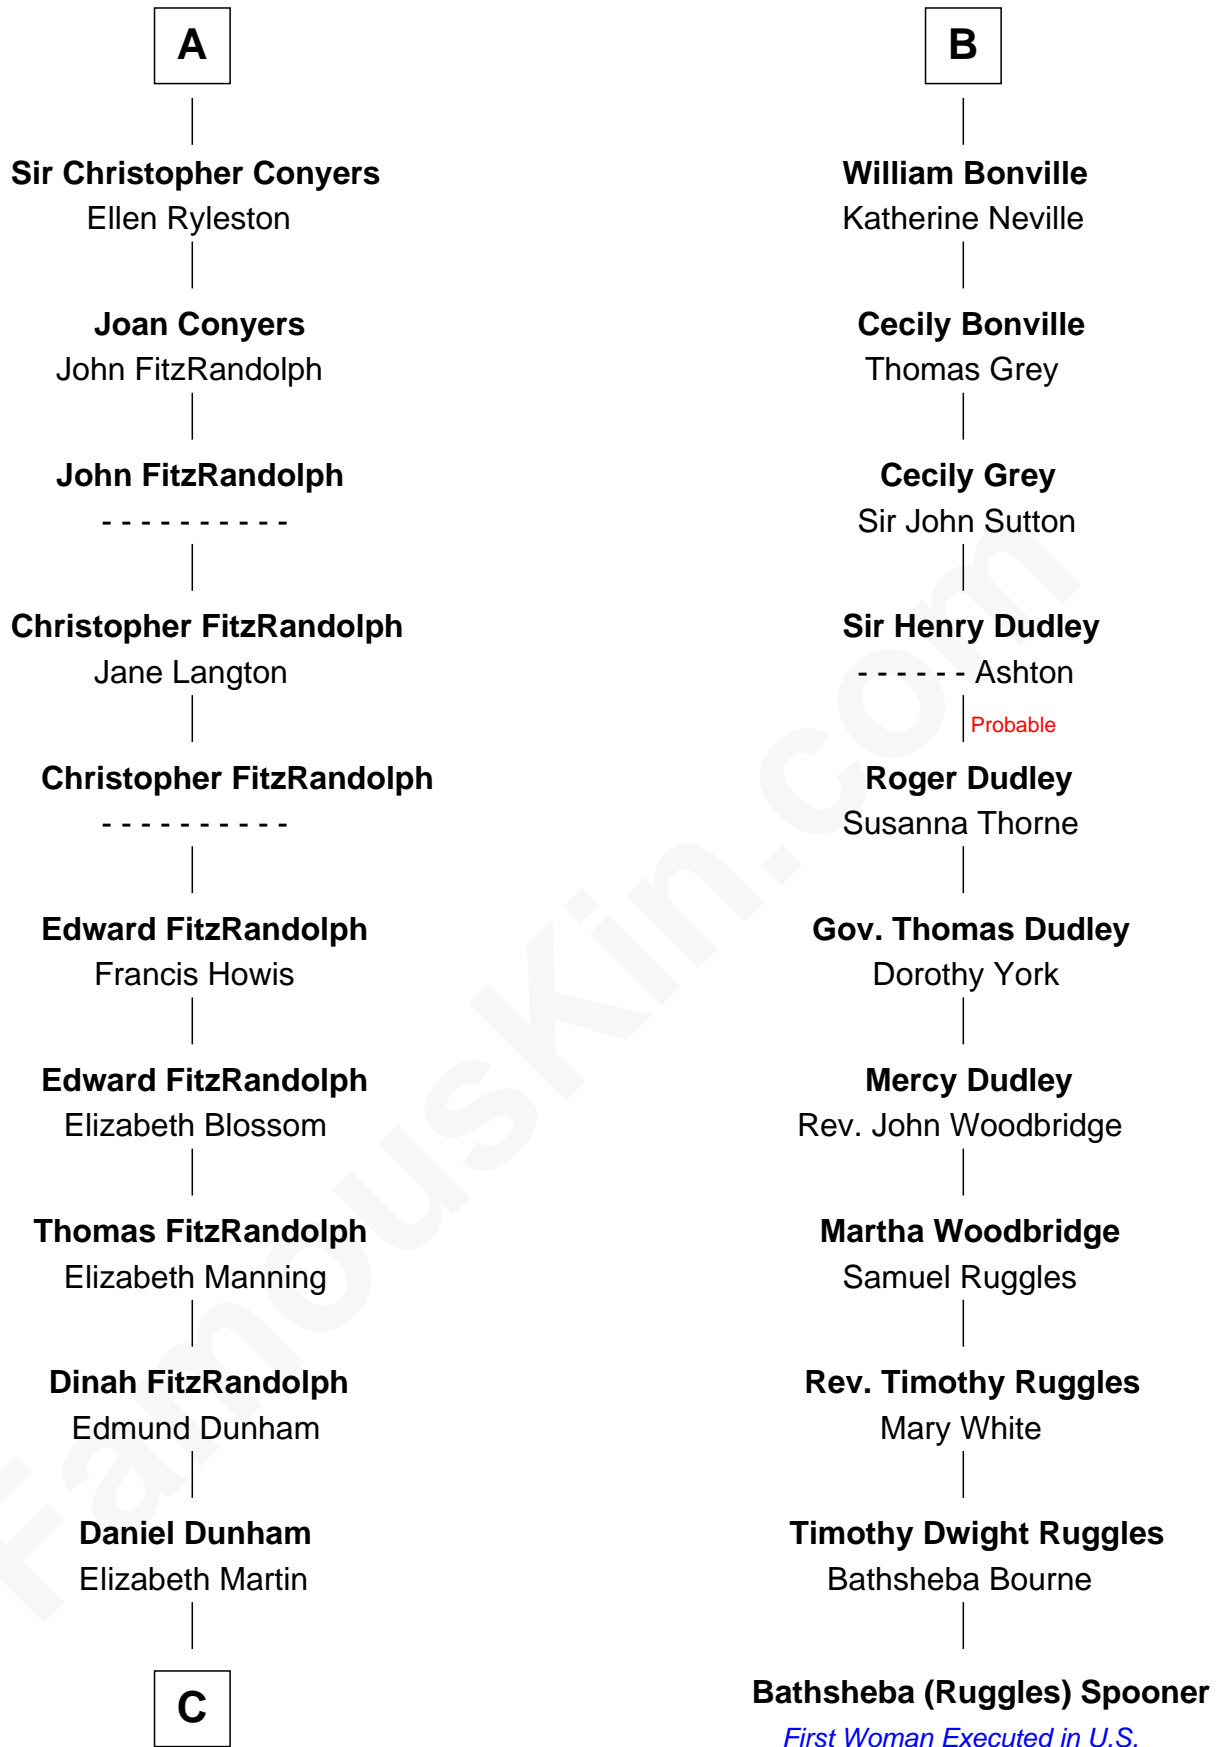 A
Sir Christopher Conyers
Ellen Ryleston
Joan Conyers
John FitzRandolph
John FitzRandolph
- - - - - - - - - -
Christopher FitzRandolph
Jane Langton
Christopher FitzRandolph
- - - - - - - - - -
Edward FitzRandolph
Francis Howis
Edward FitzRandolph
Elizabeth Blossom
Thomas FitzRandolph
Elizabeth Manning
Dinah FitzRandolph
Edmund Dunham
Daniel Dunham
Elizabeth Martin
C
B
William Bonville
Katherine Neville
Cecily Bonville
Thomas Grey
Cecily Grey
Sir John Sutton
Sir Henry Dudley
- - - - - - Ashton
Probable
Roger Dudley
Susanna Thorne
Gov. Thomas Dudley
Dorothy York
Mercy Dudley
Rev. John Woodbridge
Martha Woodbridge
Samuel Ruggles
Rev. Timothy Ruggles
Mary White
Timothy Dwight Ruggles
Bathsheba Bourne
Bathsheba (Ruggles) Spooner
First Woman Executed in U.S.
FamousKin.com